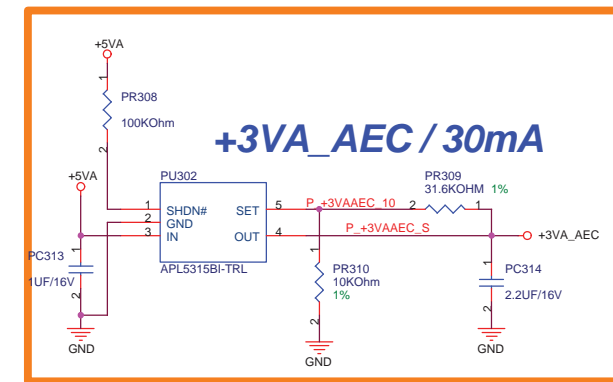 +5VA
1
PR308
100KOhm
2
+3VA_AEC / 30mA
+5VA
PU302
PR309
31.6KOHM 1%
1 SHDN# SET 5 P_+3VAAEC_10 2 1
2 GND
3 IN OUT 4 P_+3VAAEC_S +3VA_AEC
APL5315BI-TRL
PC313
1
1UF/16V
2
GND
1
PR310
10KOhm
1%
2
GND
1
PC314
2.2UF/16V
2
GND